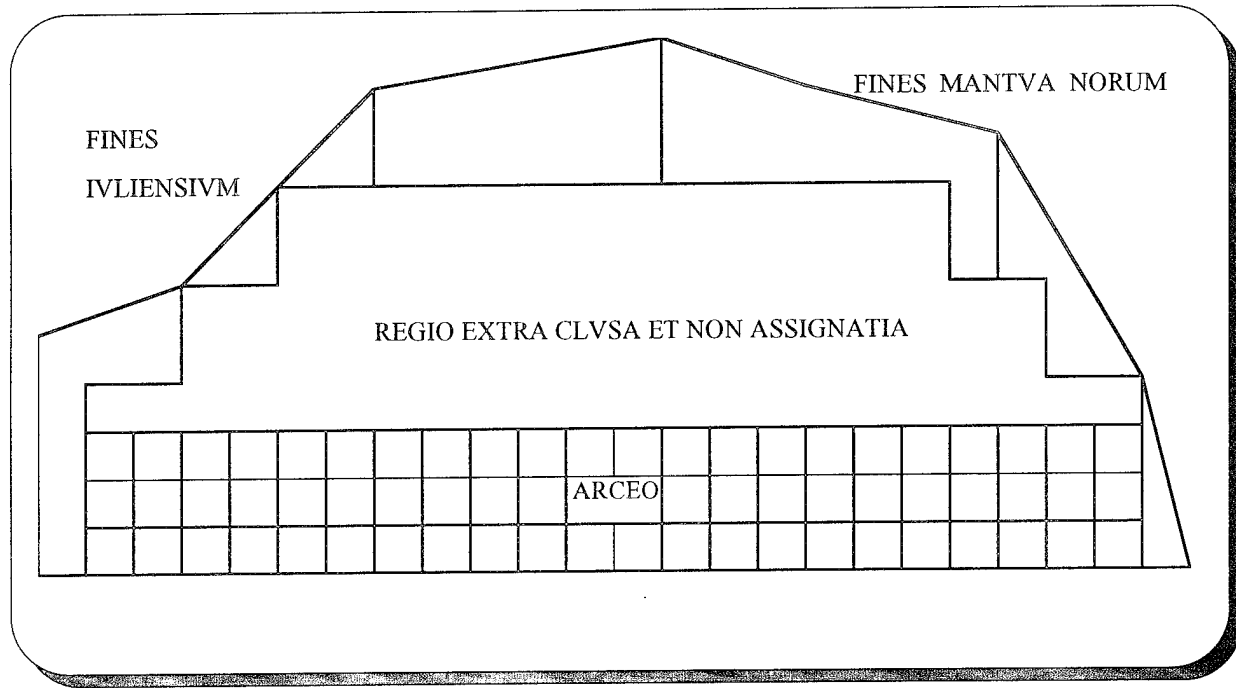 FINES MANTVA NORUM
FINES
IVLIENSIVM
REGIO EXTRA CLVSA ET NON ASSIGNATIA
ARCEO